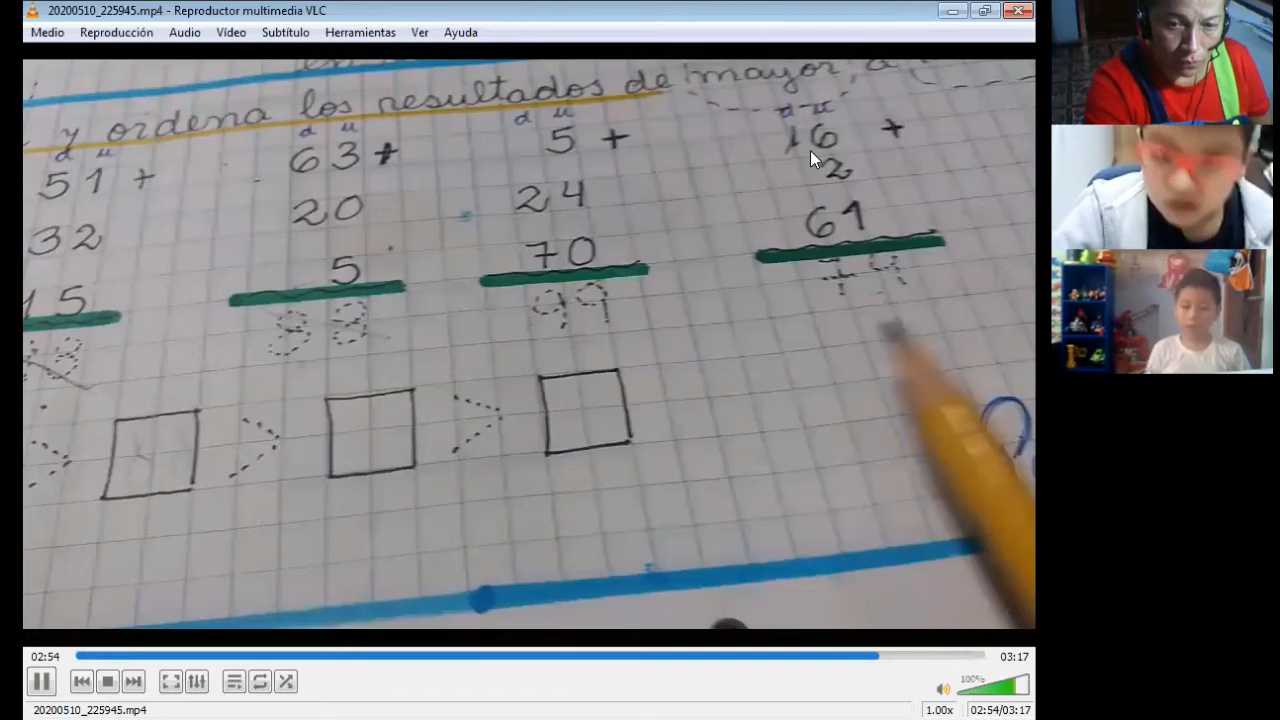 20200510_225945.mp4 - Reproductor multimedia VLC
Medio Reproducción Audio Vídeo Subtítulo Herramientas Ver Ayuda
y ordena los resultados de mayor, a
d u d u d u d u
51 + 63 + 5 + 16 +
32 20 24 2
15 5 70 61
8 88 99 79
> > >
02:54 03:17
100%
20200510_225945.mp4 1.00x 02:54/03:17